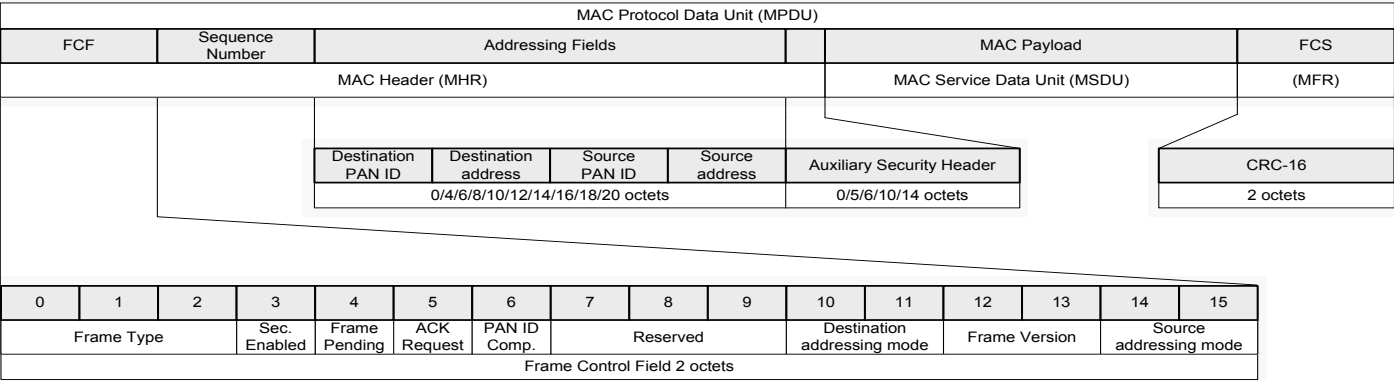 MAC Protocol Data Unit (MPDU)
FCF
Sequence
Number
Addressing Fields
MAC Payload
FCS
MAC Header (MHR)
MAC Service Data Unit (MSDU)
(MFR)
Destination
PAN ID
Destination
address
Source
PAN ID
Source
address
Auxiliary Security Header
CRC-16
0/4/6/8/10/12/14/16/18/20 octets
0/5/6/10/14 octets
2 octets
0 1 2 3 4 5 6 7 8 9 10 11 12 13 14 15
Frame Type
Sec.
Enabled
Frame
Pending
ACK
Request
PAN ID
Comp.
Reserved
Destination
addressing mode
Frame Version
Source
addressing mode
Frame Control Field 2 octets